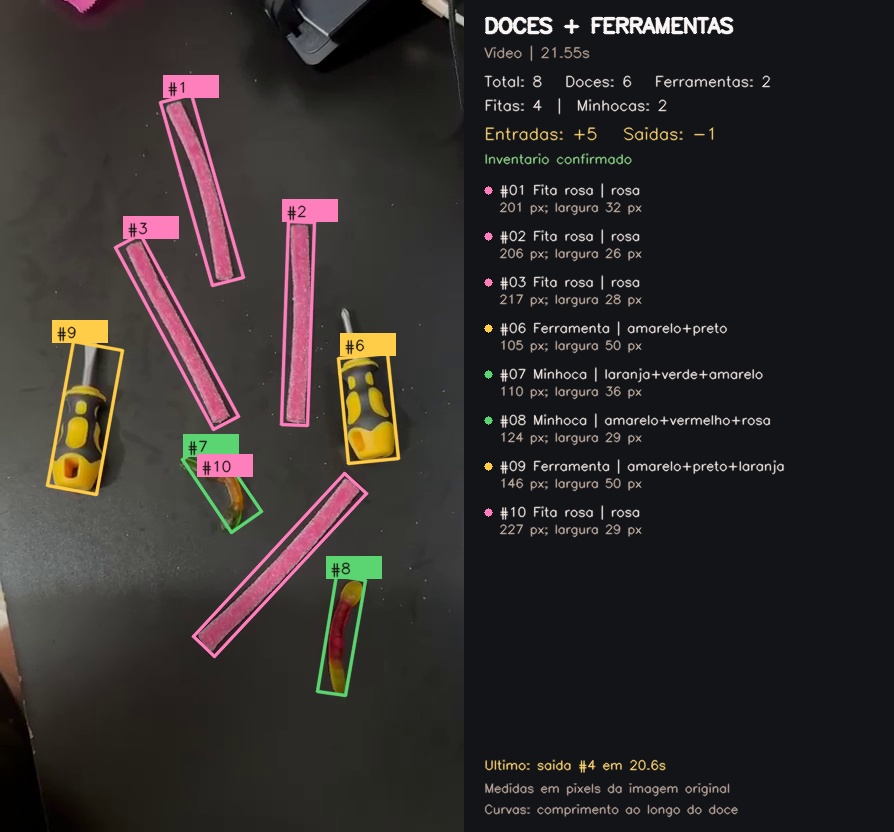 DOCES + FERRAMENTAS
Video | 21.55s
Total: 8 Doces: 6 Ferramentas: 2
Fitas: 4 | Minhocas: 2
Entradas: +5 Saidas: -1
Inventario confirmado
#01 Fita rosa | rosa
201 px; largura 32 px
#02 Fita rosa | rosa
206 px; largura 26 px
#03 Fita rosa | rosa
217 px; largura 28 px
#06 Ferramenta | amarelo+preto
105 px; largura 50 px
#07 Minhoca | laranja+verde+amarelo
110 px; largura 36 px
#08 Minhoca | amarelo+vermelho+rosa
124 px; largura 29 px
#09 Ferramenta | amarelo+preto+laranja
146 px; largura 50 px
#10 Fita rosa | rosa
227 px; largura 29 px
Ultimo: saida #4 em 20.6s
Medidas em pixels da imagem original
Curvas: comprimento ao longo do doce
#1
#2
#3
#9
#6
#7
#10
#8